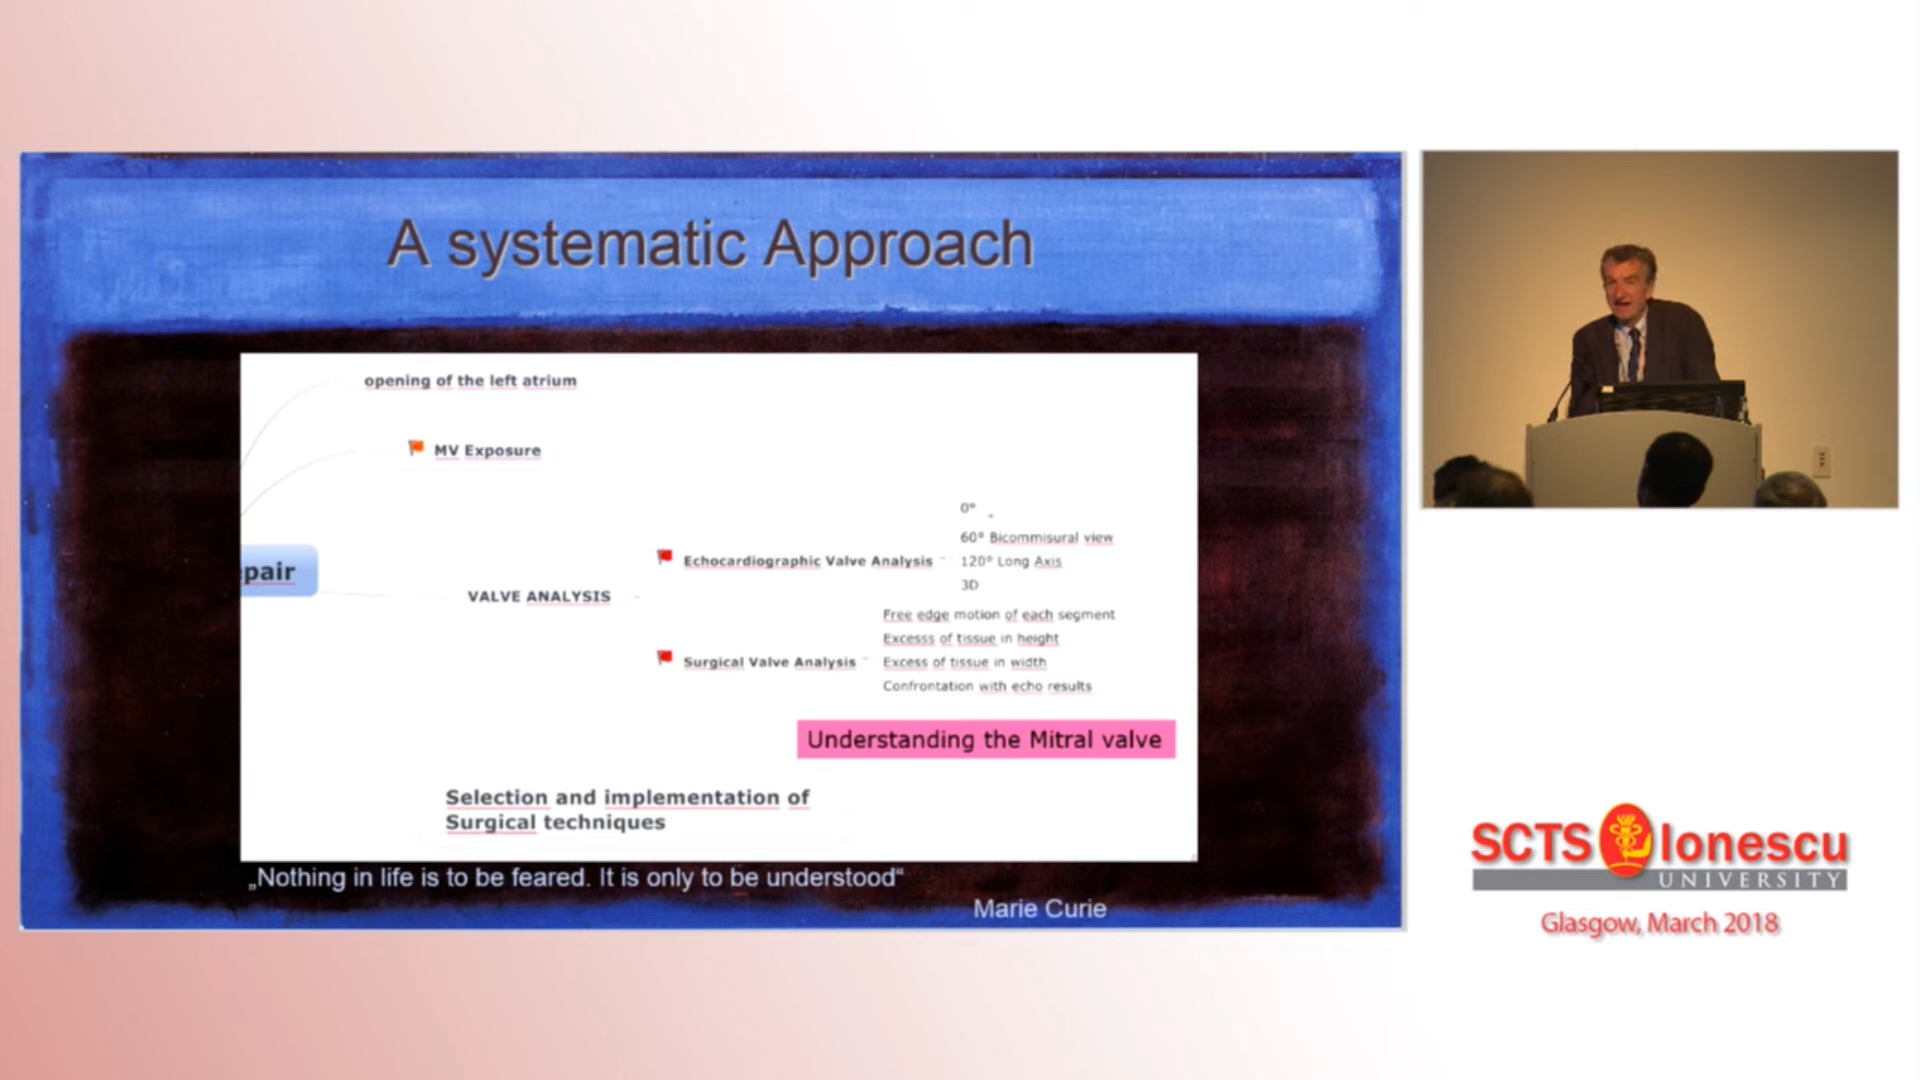 A systematic Approach
opening of the left atrium
MV Exposure
pair
VALVE ANALYSIS
Echocardiographic Valve Analysis
0°
60° Bicommisural view
120° Long Axis
3D
Surgical Valve Analysis
Free edge motion of each segment
Excesss of tissue in height
Excess of tissue in width
Confrontation with echo results
Understanding the Mitral valve
Selection and implementation of
Surgical techniques
„Nothing in life is to be feared. It is only to be understood“
Marie Curie
SCTS Ionescu
UNIVERSITY
Glasgow, March 2018